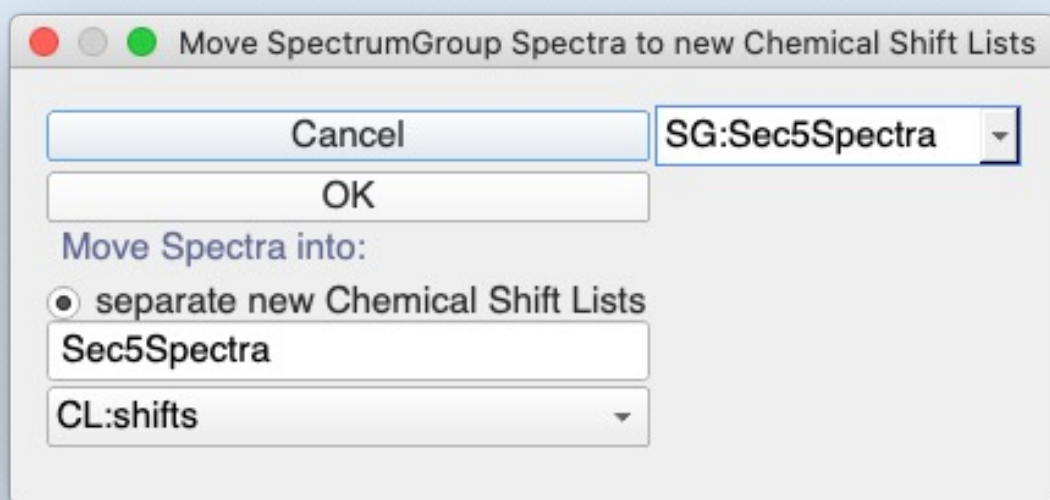 Move SpectrumGroup Spectra to new Chemical Shift Lists
Cancel SG:Sec5Spectra
OK
Move Spectra into:
separate new Chemical Shift Lists
Sec5Spectra
CL:shifts